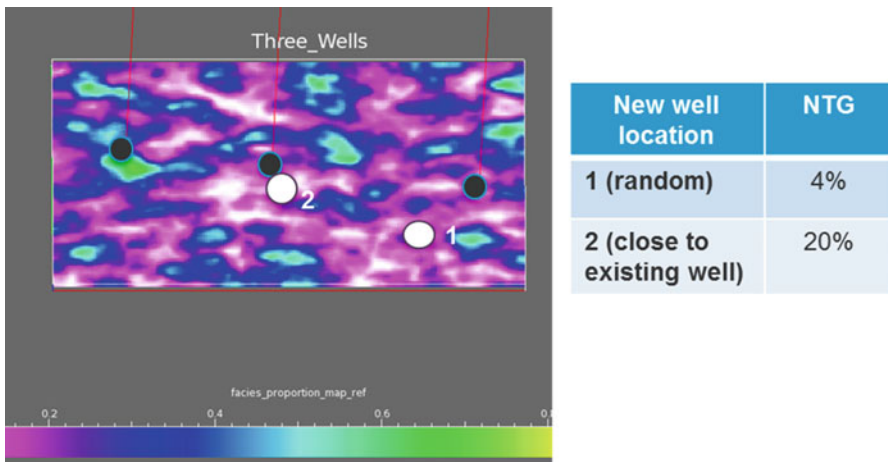 Three_Wells
2
1
facies_proportion_map_ref
0.2 0.4 0.6
New well location NTG
1 (random) 4%
2 (close to existing well) 20%